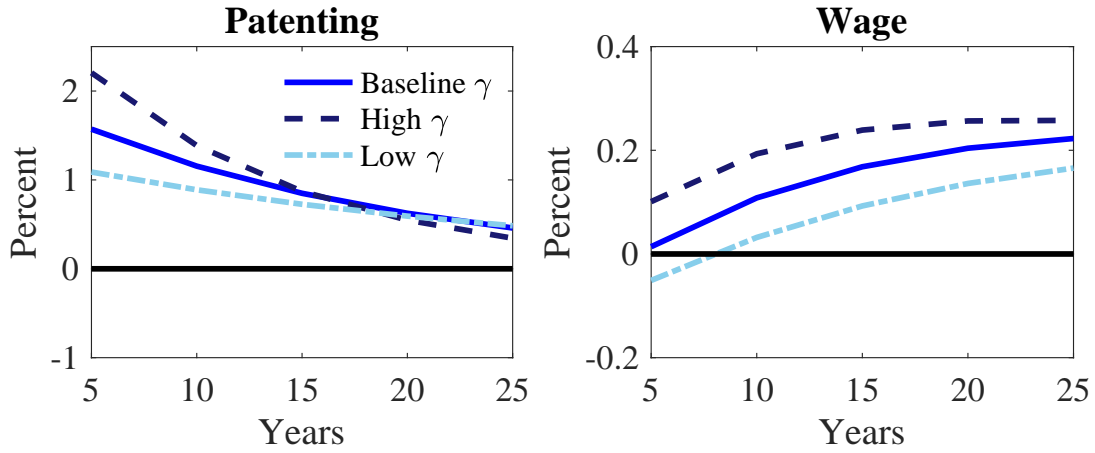 Patenting
2
1
0
-1
Percent
Baseline γ
High γ
Low γ
5 10 15 20 25
Years
Wage
0.4
0.2
0
-0.2
Percent
5 10 15 20 25
Years